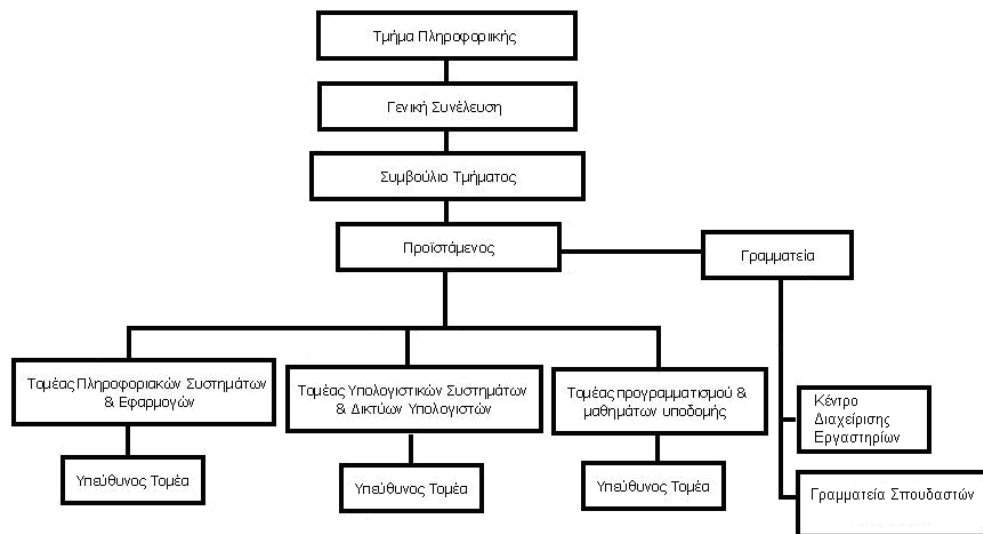 Τμήμα Πληροφοριικής
Γενική Συνέλευση
Συμβούλιο Τμήματος
Προϊστάμενος
Γραμματεία
Τομέας Πληροφοριακών Συστημάτων
& Εφαρμογών
Τομέας Υπολογιστικών Συστημάτων
& Δικτύων Υπολογιστών
Τομέας προγραμματισμού &
μαθημάτων υποδομής
Κέντρο
Διαχείρισης
Εργαστηρίων
Υπεύθυνος Τομέα
Υπεύθυνος Τομέα
Υπεύθυνος Τομέα
Γραμματεία Σπουδαστών